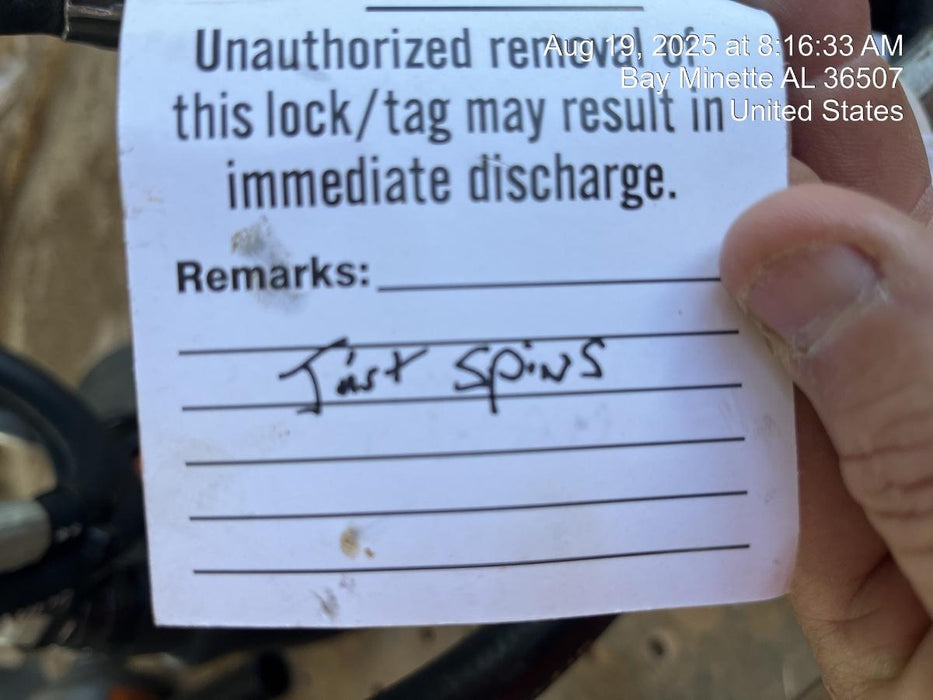 Aug 19, 2025 at 8:16:33 AM
Bay Minette AL 36507
United States
Unauthorized removal of
this lock/tag may result in
immediate discharge.
Remarks:
Just spins